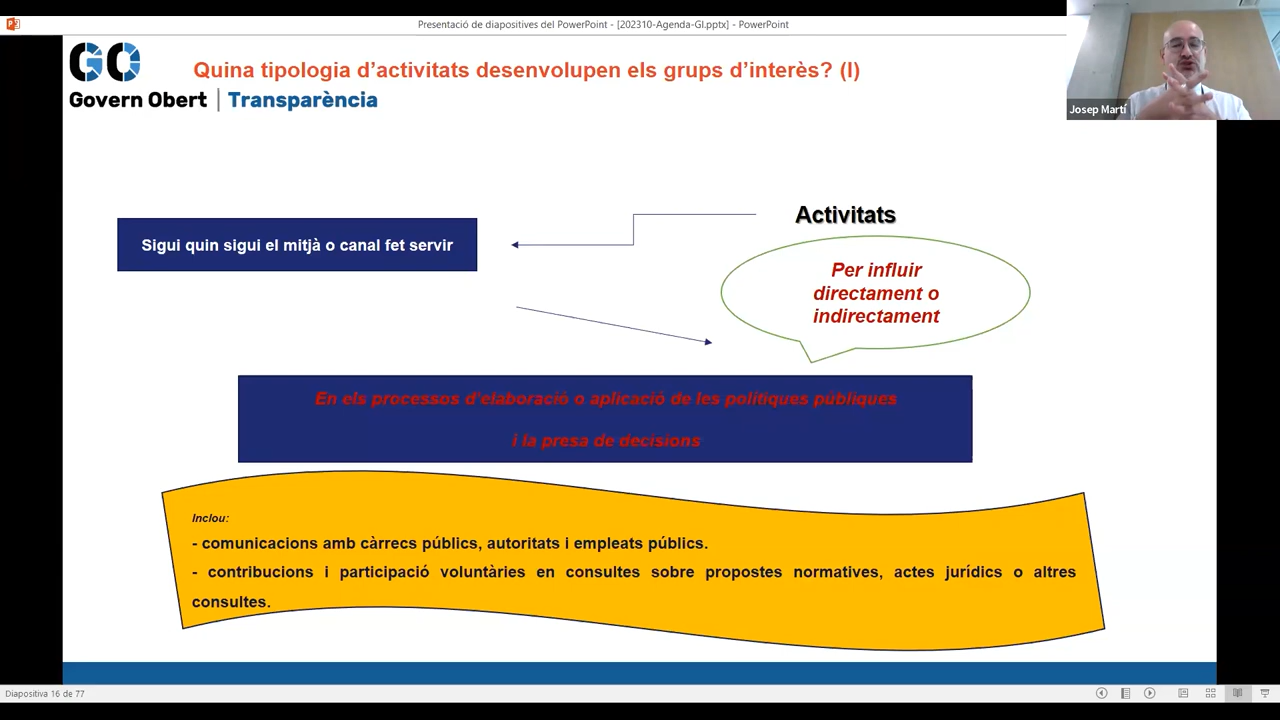 Presentació de diapositives del PowerPoint - [202310-Agenda-GI.pptx] - PowerPoint
GO
Govern Obert | Transparència
Quina tipologia d’activitats desenvolupen els grups d’interès? (I)
Josep Martí
Activitats
Sigui quin sigui el mitjà o canal fet servir
Per influir
directament o
indirectament
En els processos d'elaboració o aplicació de les polítiques públiques
i la presa de decisions
Inclou:
- comunicacions amb càrrecs públics, autoritats i empleats públics.
- contribucions i participació voluntàries en consultes sobre propostes normatives, actes jurídics o altres
consultes.
Diapositiva 16 de 77